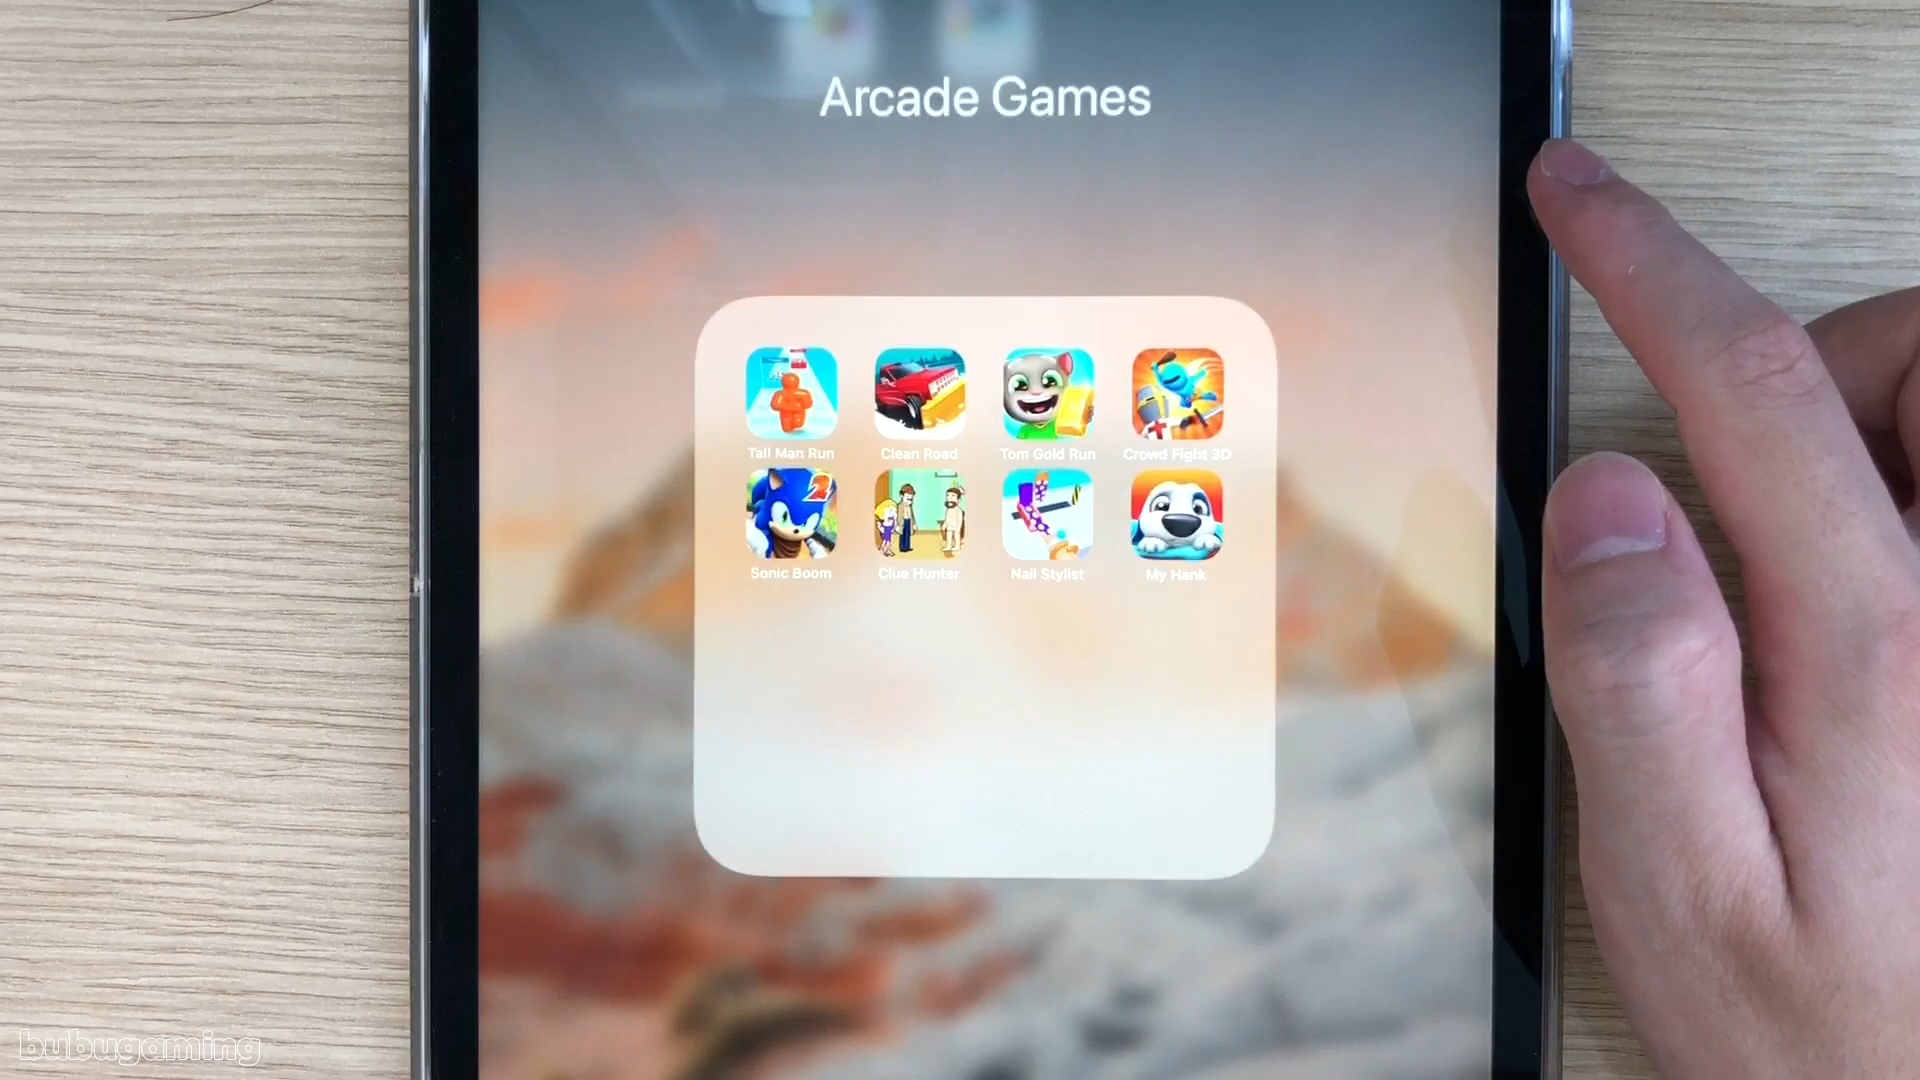 Arcade Games
Tall Man Run
Clean Road
Tom Gold Run
Crowd Fight 3D
2
Sonic Boom
Clue Hunter
Nail Stylist
My Hank
bubugaming